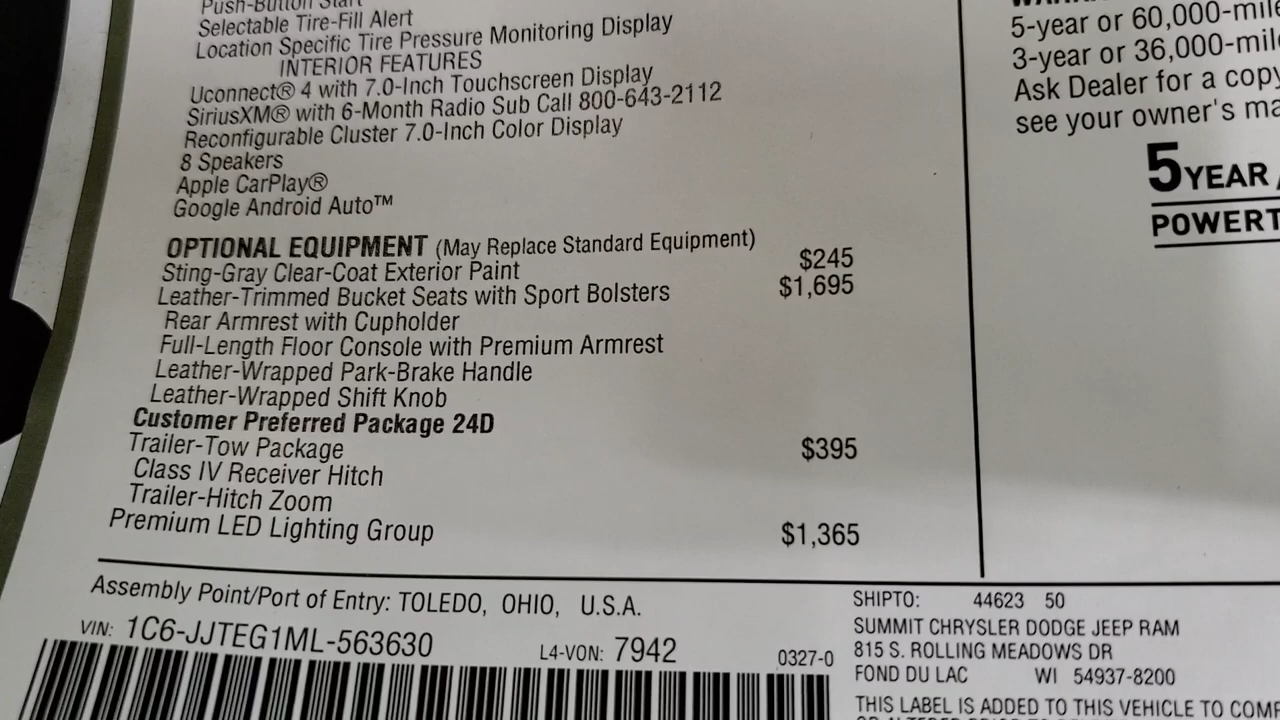 Push-Button Start
Selectable Tire-Fill Alert
Location Specific Tire Pressure Monitoring Display
INTERIOR FEATURES
Uconnect® 4 with 7.0-Inch Touchscreen Display
SiriusXM® with 6-Month Radio Sub Call 800-643-2112
Reconfigurable Cluster 7.0-Inch Color Display
8 Speakers
Apple CarPlay®
Google Android Auto™
OPTIONAL EQUIPMENT (May Replace Standard Equipment)
Sting-Gray Clear-Coat Exterior Paint $245
Leather-Trimmed Bucket Seats with Sport Bolsters $1,695
Rear Armrest with Cupholder
Full-Length Floor Console with Premium Armrest
Leather-Wrapped Park-Brake Handle
Leather-Wrapped Shift Knob
Customer Preferred Package 24D
Trailer-Tow Package $395
Class IV Receiver Hitch
Trailer-Hitch Zoom
Premium LED Lighting Group $1,365
Assembly Point/Port of Entry: TOLEDO, OHIO, U.S.A.
VIN: 1C6-JJTEG1ML-563630 L4-VON: 7942 0327-0
5-year or 60,000-mile
3-year or 36,000-mile
Ask Dealer for a copy
see your owner's ma
5 YEAR /
POWERT
SHIPTO: 44623 50
SUMMIT CHRYSLER DODGE JEEP RAM
815 S. ROLLING MEADOWS DR
FOND DU LAC WI 54937-8200
THIS LABEL IS ADDED TO THIS VEHICLE TO COMP